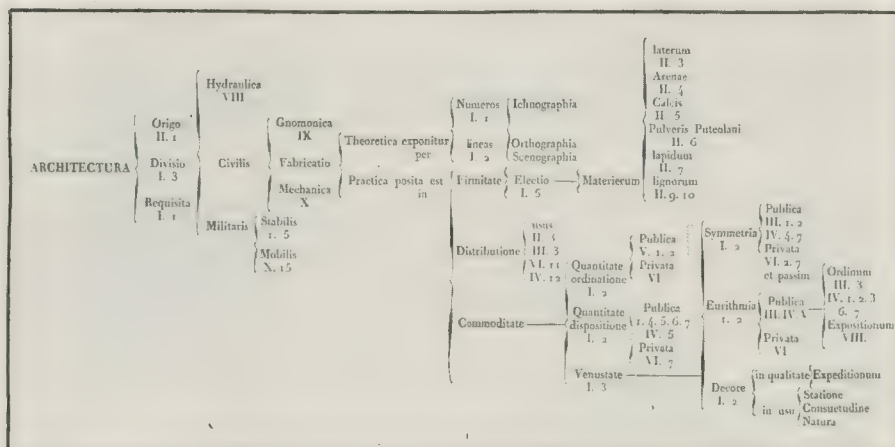 ARCHITECTURA
Origo
II. 1
Divisio
I. 3
Requisita
I. 1
Hydraulica
VIII
Civilis
Militaris
Gnomonica
IX
Fabricatio
Mechanica
X
Stabilis
1. 5
Mobilis
X. 15
Theoretica exponitur
per
Practica posita est
in
Numeros
I. 1
lineas
I. 2
Ichnographia
Orthographia
Scenographia
Firmitate
Electio
I. 5
Materierum
laterum
II. 3
Arenae
II. 4
Calcis
II. 5
Pulveris Puteolani
II. 6
lapidum
II. 7
lignorum
II. 9. 10
Distributione
usus
III. 3
VI. 11
IV. 12
Commoditate
Quantitate
ordinatione
I. 2
Publica
V. 1. 2
Privata
VI
Quantitate
dispositione
I. 2
Publica
1. 4. 5. 6. 7
IV. 5
Privata
VI. 7
Venustate
I. 3
Symmetria
I. 2
Publica
III. 1. 2
IV. 4. 7
Privata
VI. 2. 7
et passim
Eurithmia
1. 2
Publica
III. IV
Privata
VI
Ordinum
III. 3
IV. 1. 2. 3
6. 7
Expositionum
VIII.
Decore
I. 2
in qualitate
Expeditionum
in usu
Statione
Consuetudine
Natura